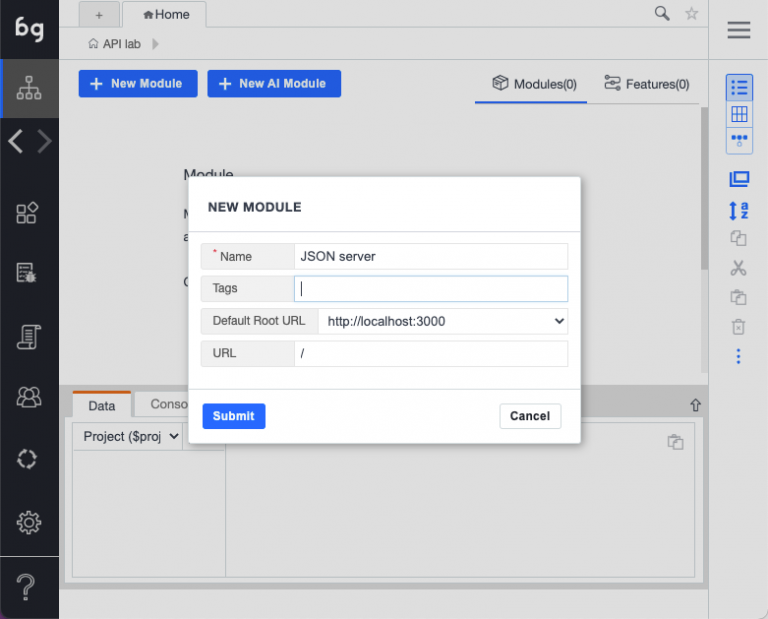 bg
+
Home
API lab
+ New Module
+ New AI Module
Modules(0)
Features(0)
Module
NEW MODULE
* Name
JSON server
Tags
Default Root URL
http://localhost:3000
URL
/
Submit
Cancel
Data
Conso
Project ($proj